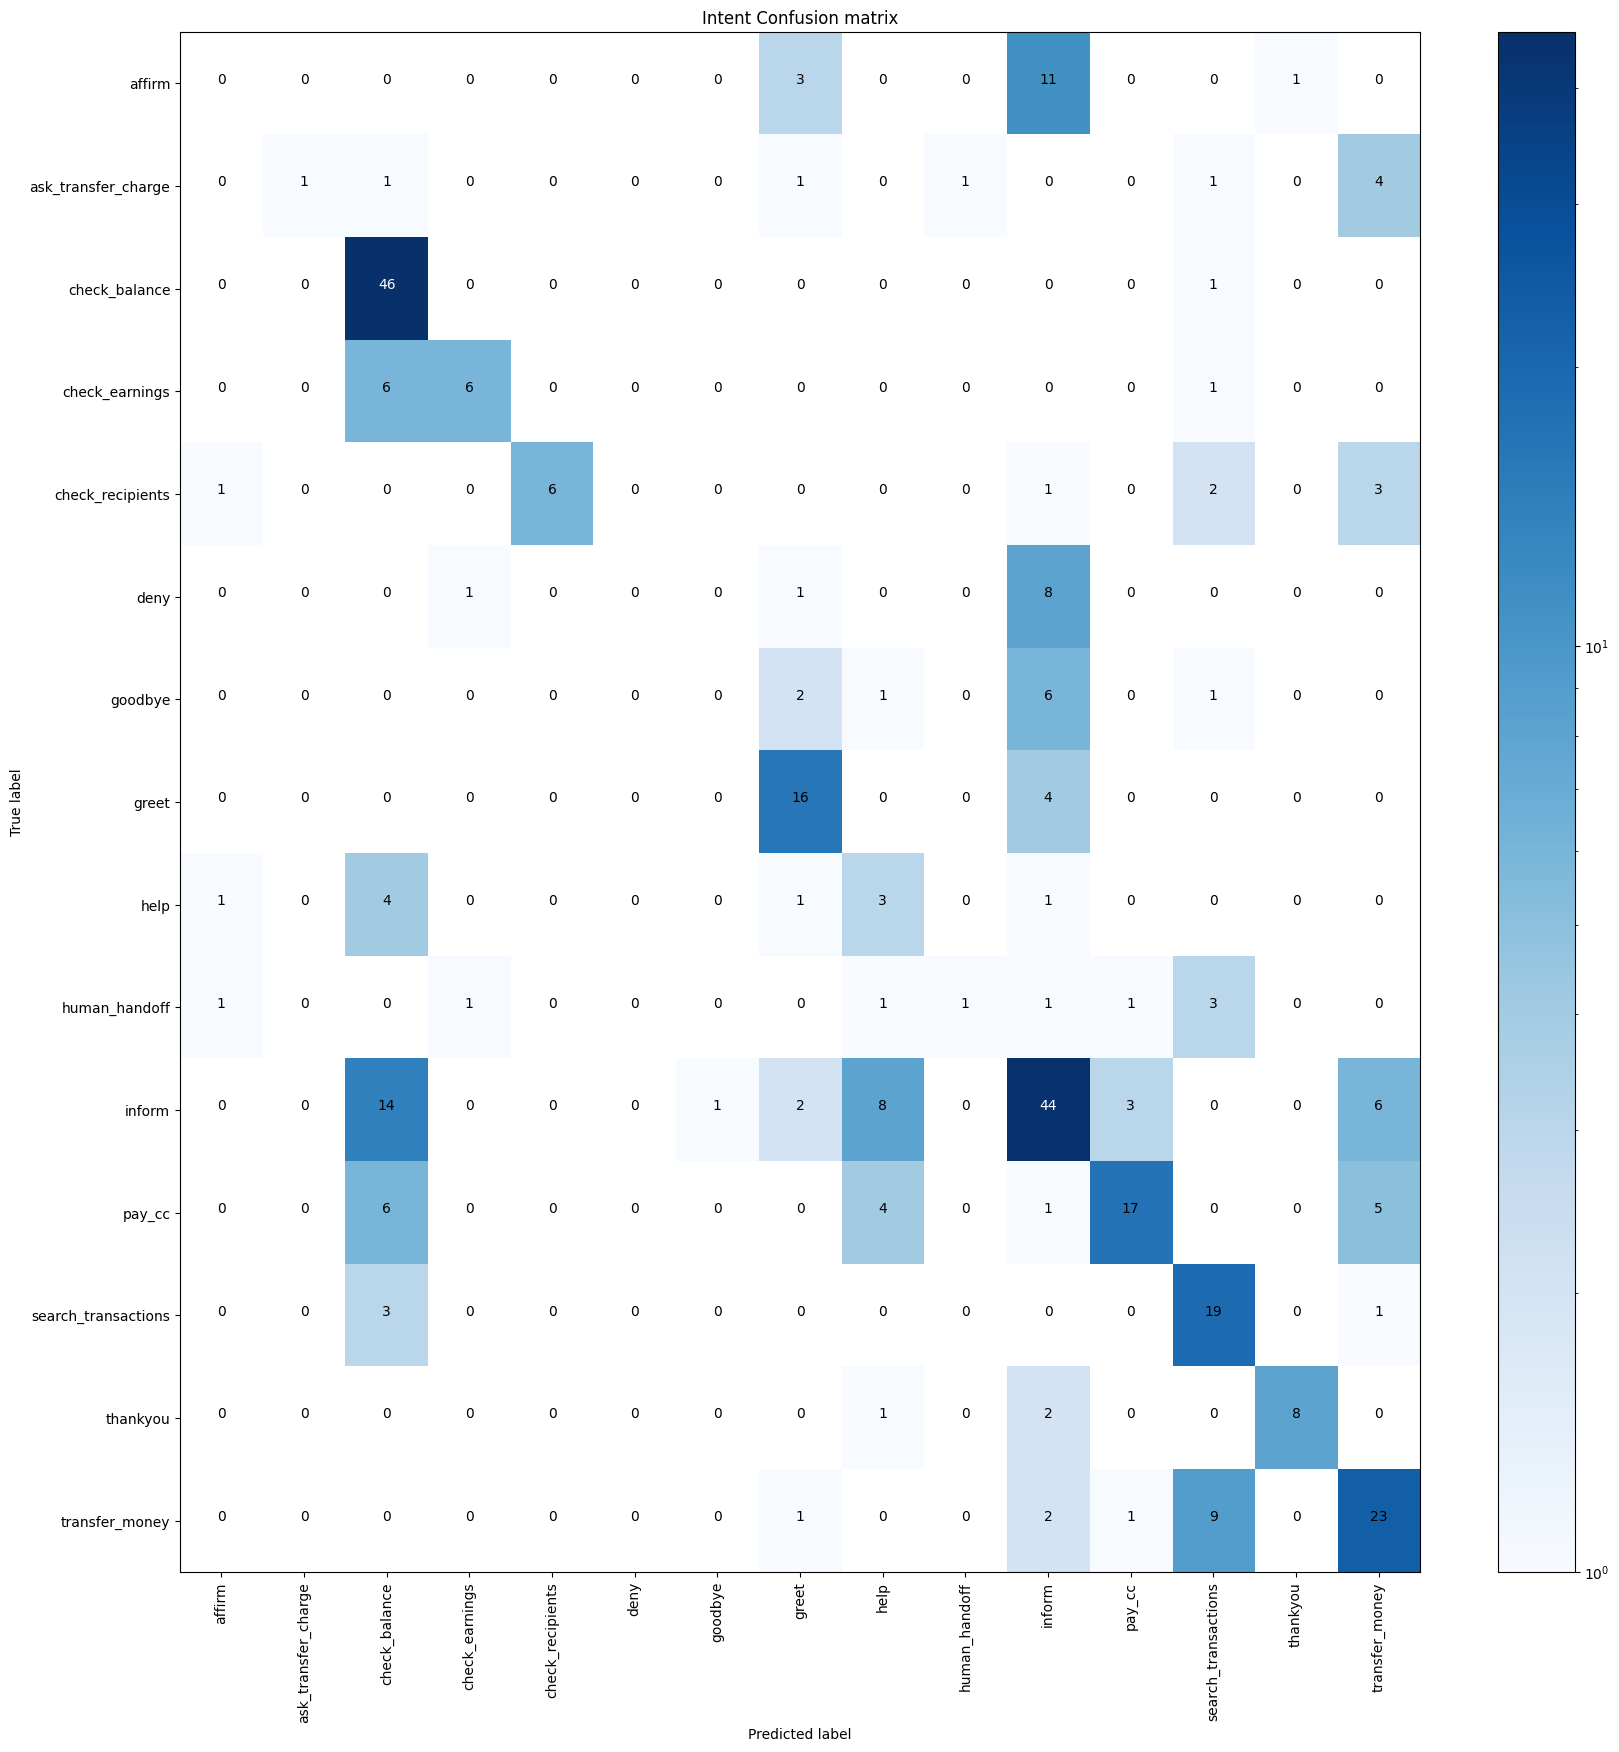 Intent Confusion matrix
affirm 0 0 0 0 0 0 0 3 0 0 11 0 0 1 0
ask_transfer_charge 0 1 1 0 0 0 0 1 0 1 0 0 1 0 4
check_balance 0 0 46 0 0 0 0 0 0 0 0 0 1 0 0
check_earnings 0 0 6 6 0 0 0 0 0 0 0 0 1 0 0
check_recipients 1 0 0 0 6 0 0 0 0 0 1 0 2 0 3
deny 0 0 0 1 0 0 0 1 0 0 8 0 0 0 0
goodbye 0 0 0 0 0 0 0 2 1 0 6 0 1 0 0
greet 0 0 0 0 0 0 0 16 0 0 4 0 0 0 0
help 1 0 4 0 0 0 0 1 3 0 1 0 0 0 0
human_handoff 1 0 0 1 0 0 0 0 1 1 1 1 3 0 0
inform 0 0 14 0 0 0 1 2 8 0 44 3 0 0 6
pay_cc 0 0 6 0 0 0 0 0 4 0 1 17 0 0 5
search_transactions 0 0 3 0 0 0 0 0 0 0 0 0 19 0 1
thankyou 0 0 0 0 0 0 0 0 1 0 2 0 0 8 0
transfer_money 0 0 0 0 0 0 0 1 0 0 2 1 9 0 23
True label
affirm
ask_transfer_charge
check_balance
check_earnings
check_recipients
deny
goodbye
greet
help
human_handoff
inform
pay_cc
search_transactions
thankyou
transfer_money
Predicted label
10¹
10⁰